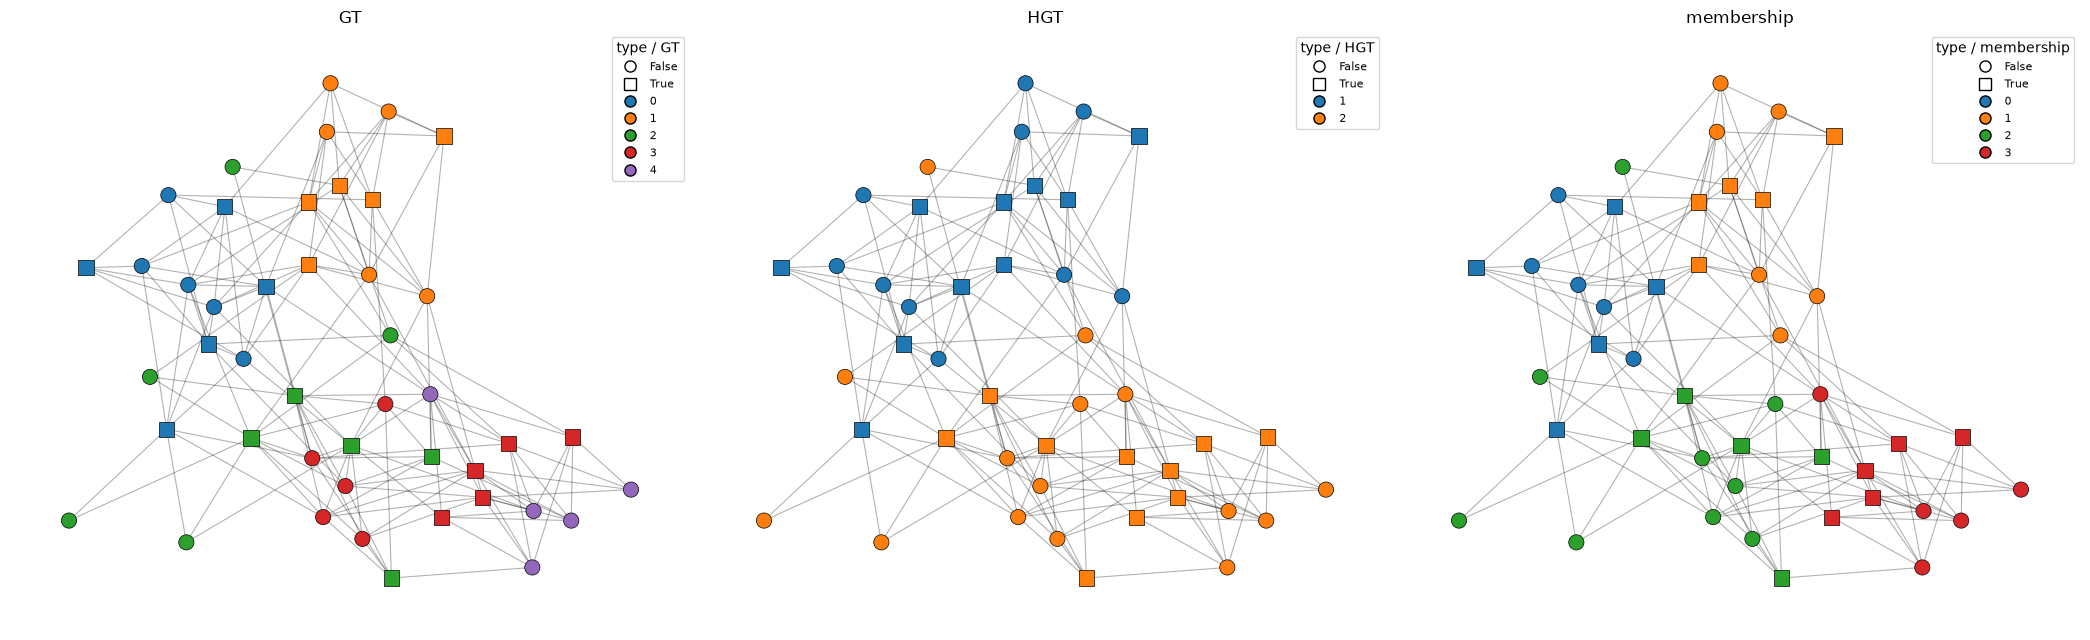 GT
type / GT
False
True
0
1
2
3
4
HGT
type / HGT
False
True
1
2
membership
type / membership
False
True
0
1
2
3